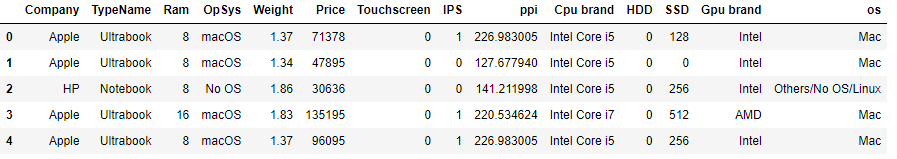 Company TypeName Ram OpSys Weight Price Touchscreen IPS ppi Cpu brand HDD SSD Gpu brand os
0 Apple Ultrabook 8 macOS 1.37 71378 0 1 226.983005 Intel Core i5 0 128 Intel Mac
1 Apple Ultrabook 8 macOS 1.34 47895 0 0 127.677940 Intel Core i5 0 0 Intel Mac
2 HP Notebook 8 No OS 1.86 30636 0 0 141.211998 Intel Core i5 0 256 Intel Others/No OS/Linux
3 Apple Ultrabook 16 macOS 1.83 135195 0 1 220.534624 Intel Core i7 0 512 AMD Mac
4 Apple Ultrabook 8 macOS 1.37 96095 0 1 226.983005 Intel Core i5 0 256 Intel Mac